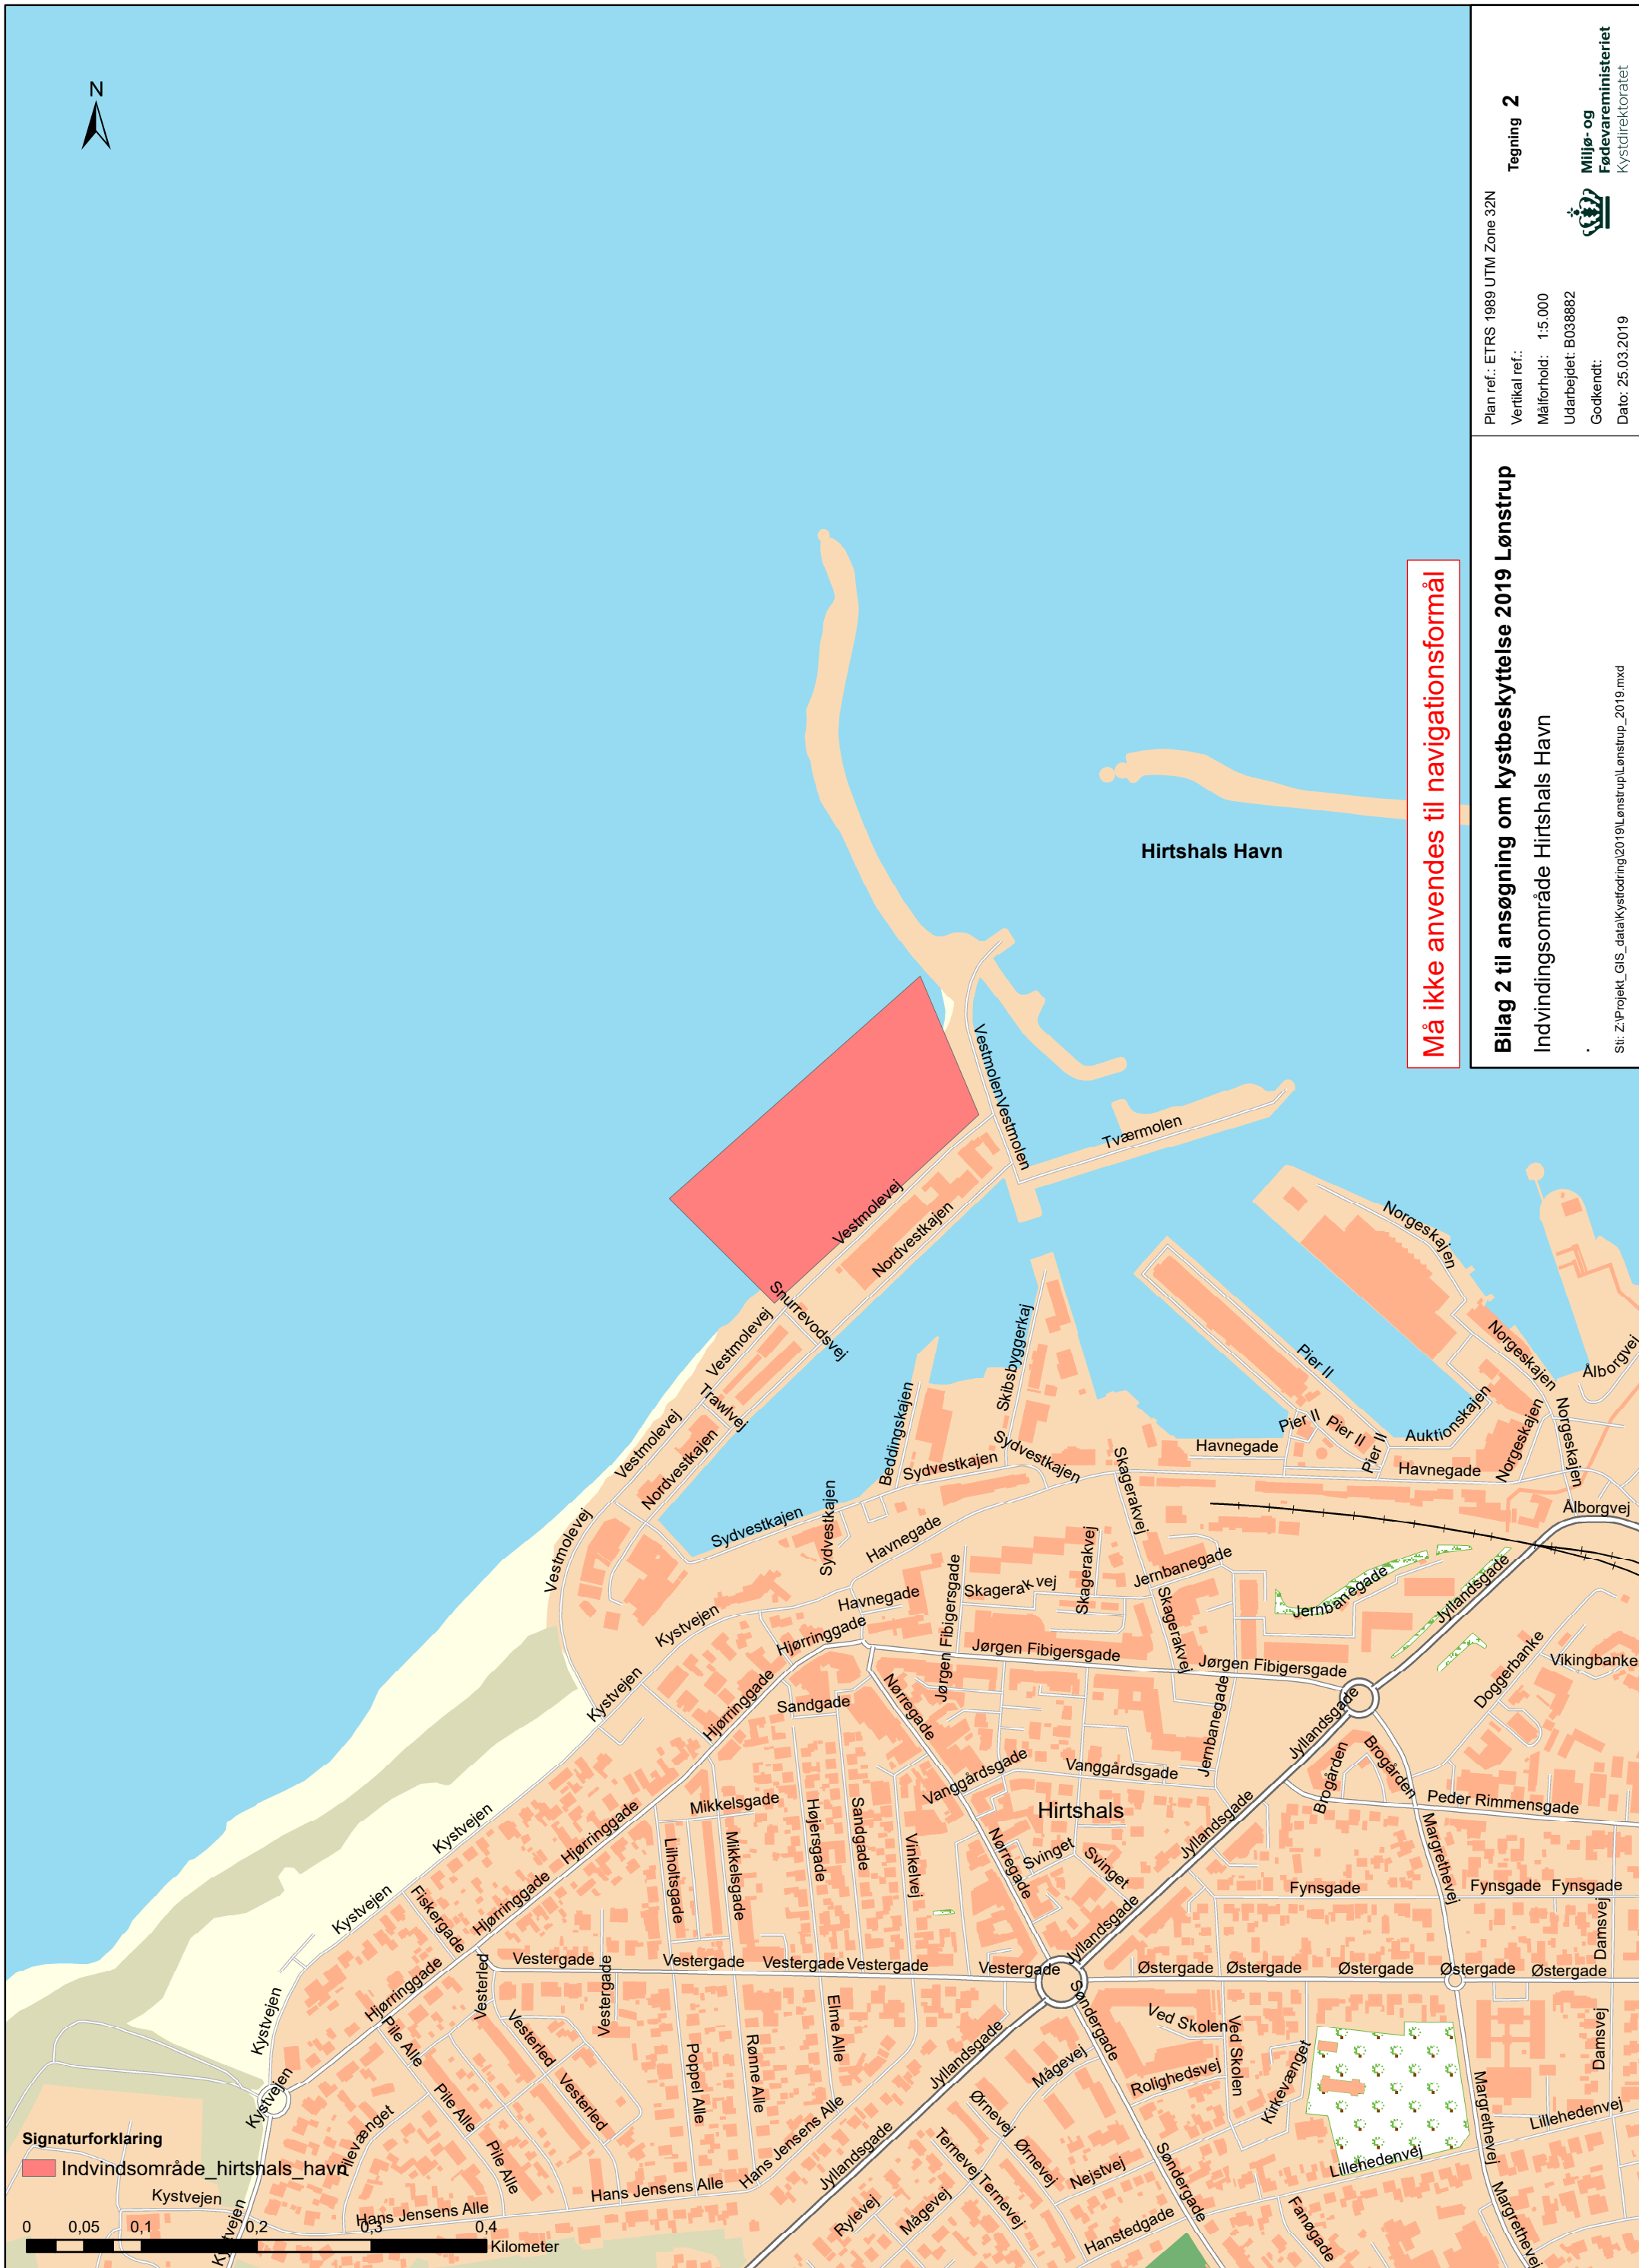 N
Plan ref.: ETRS 1989 UTM Zone 32N
Vertikal ref.:
Målforhold: 1:5.000
Udarbejdet: B038882
Godkendt:
Dato: 25.03.2019
Tegning 2
Miljø- og
Fødevareministeriet
Kystdirektoratet
Bilag 2 til ansøgning om kystbeskyttelse 2019 Lønstrup
Indvindingsområde Hirtshals Havn
.
Sti: Z:\Projekt_GIS_data\Kystfodring\2019\Lønstrup\Lønstrup_2019.mxd
Må ikke anvendes til navigationsformål
Hirtshals Havn
Vestmolen
Vestmolen
Tværmolen
Vestmolevej
Nordvestkajen
Snurrevodsvej
Vestmolevej
Trawlvej
Vestmolevej
Nordvestkajen
Vestmolevej
Norgeskajen
Norgeskajen
Ålborgvej
Skibsbyggerkaj
Pier II
Beddingskajen
Pier II
Pier II
Pier II
Auktionskajen
Norgeskajen
Norgeskajen
Havnegade
Havnegade
Sydvestkajen
Sydvestkajen
Sydvestkajen
Sydvestkajen
Skagerakvej
Ålborgvej
Havnegade
Havnegade
Jørgen Fibigersgade
Skagerakvej
Skagerakvej
Jernbanegade
Jernbanegade
Jyllandsgade
Skagerakvej
Kystvejen
Hjørringgade
Jørgen Fibigersgade
Jørgen Fibigersgade
Doggerbanke
Vikingbanke
Kystvejen
Hjørringgade
Sandgade
Nørregade
Jernbanegade
Jyllandsgade
Brogården
Brogården
Vanggårdsgade
Vanggårdsgade
Peder Rimmensgade
Hirtshals
Mikkelsgade
Kystvejen
Hjørringgade
Lilholtsgade
Mikkelsgade
Højersgade
Sandgade
Vinkelvej
Nørregade
Svinget
Svinget
Jyllandsgade
Margrethevej
Fynsgade
Fynsgade
Fynsgade
Damsvej
Kystvejen
Fiskergade
Hjørringgade
Jyllandsgade
Vestergade
Vestergade
Vestergade
Vestergade
Vestergade
Østergade
Østergade
Østergade
Østergade
Østergade
Hjørringgade
Vesterled
Vestergade
Kystvejen
Pile Alle
Vesterled
Elme Alle
Rønne Alle
Poppel Alle
Vesterled
Pile Alle
Pile Alle
Pilevænget
Kystvejen
Søndergade
Ved Skolen
Ved Skolen
Damsvej
Jyllandsgade
Mågevej
Rolighedsvej
Kirkevænget
Ørnevej
Ørnevej
Margrethevej
Lillehedenvej
Lillehedenvej
Hans Jensens Alle
Jyllandsgade
Ternevej
Ternevej
Nejstvej
Søndergade
Hans Jensens Alle
Hans Jensens Alle
Rylevej
Mågevej
Hanstedgade
Fanøgade
Margrethevej
Signaturforklaring
Indvindsområde_hirtshals_havn
Kystvejen
Kystvejen
0 0,05 0,1 0,2 0,3 0,4
Kilometer